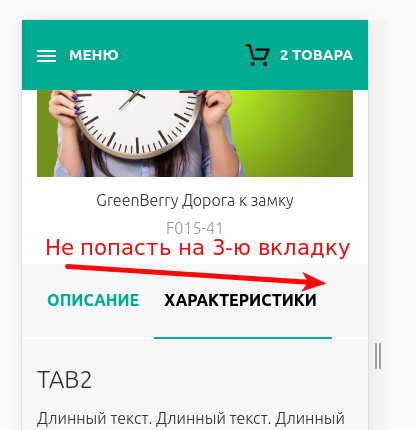 МЕНЮ
2 ТОВАРА
GreenBerry Дорога к замку
F015-41
Не попасть на 3-ю вкладку
ОПИСАНИЕ
ХАРАКТЕРИСТИКИ
TAB2
Длинный текст. Длинный текст. Длинный